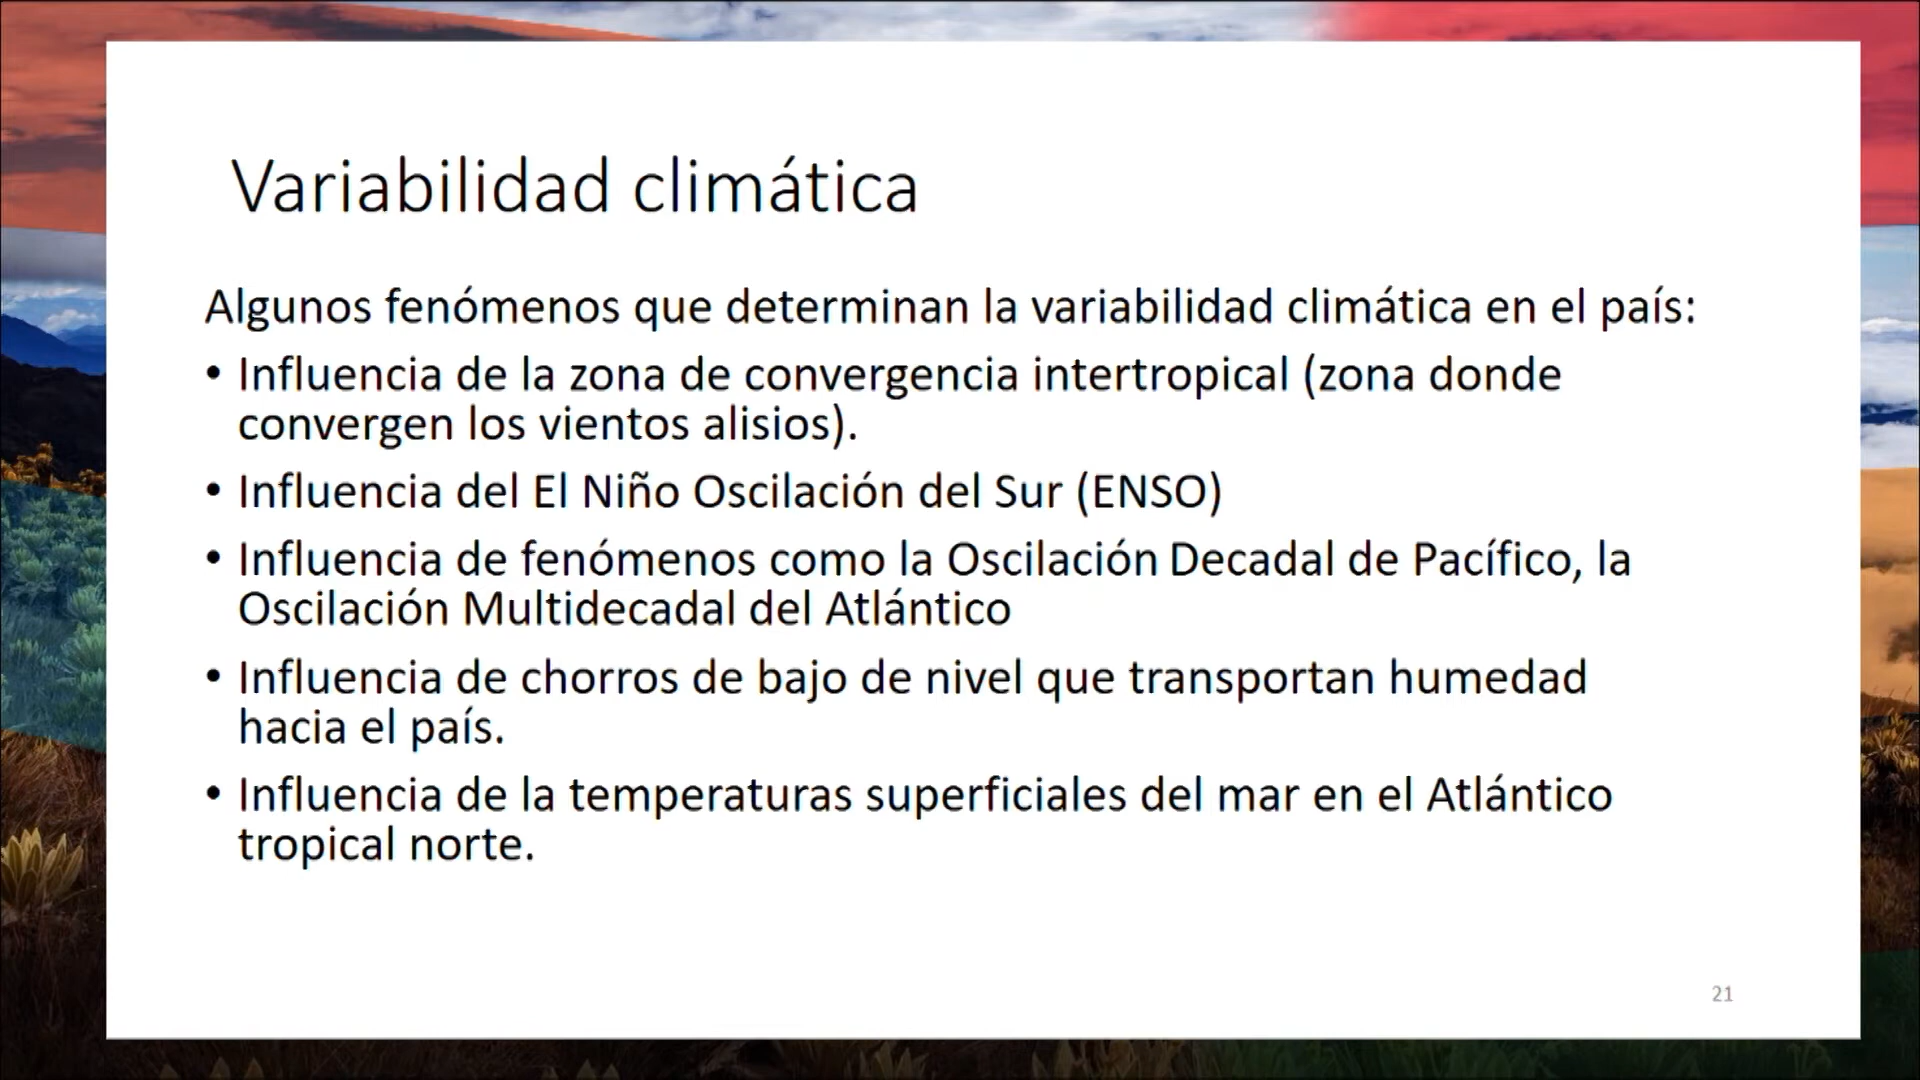 Variabilidad climática
Algunos fenómenos que determinan la variabilidad climática en el país:
• Influencia de la zona de convergencia intertropical (zona donde
convergen los vientos alisios).
• Influencia del El Niño Oscilación del Sur (ENSO)
• Influencia de fenómenos como la Oscilación Decadal de Pacífico, la
Oscilación Multidecadal del Atlántico
• Influencia de chorros de bajo de nivel que transportan humedad
hacia el país.
• Influencia de la temperaturas superficiales del mar en el Atlántico
tropical norte.
21